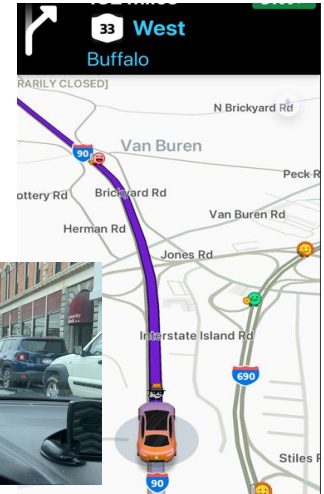 33 West
Buffalo
RARILY CLOSED]
N Brickyard Rd
90
Van Buren
Peck R
ottery Rd
Brickyard Rd
Van Buren Rd
Herman Rd
Jones Rd
Interstate Island Rd
690
Stiles
90